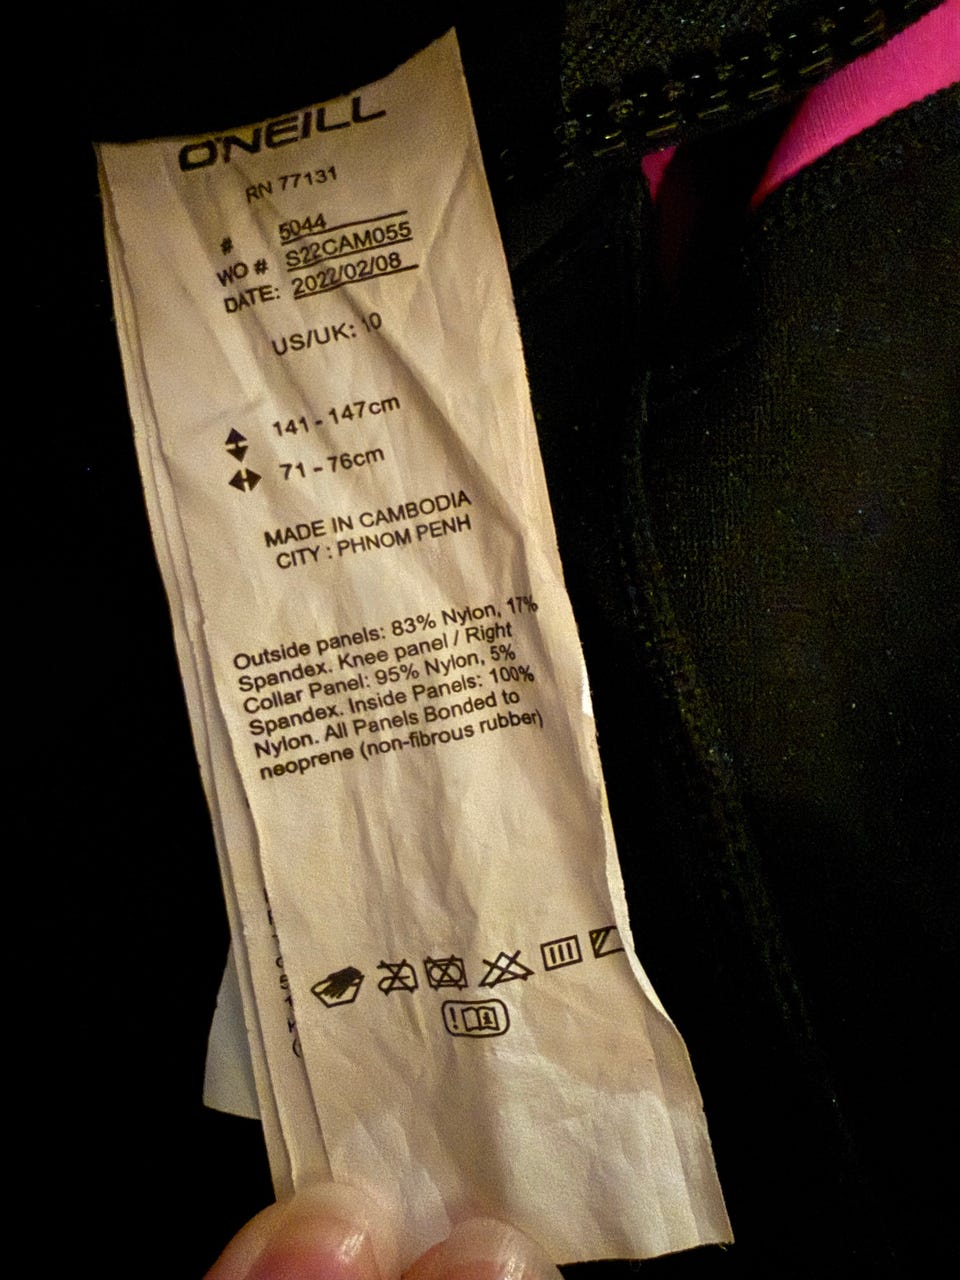 O'NEILL
RN 77131
# 5044
WO # S22CAM055
DATE: 2022/02/08
US/UK: 10
141 - 147cm
71 - 76cm
MADE IN CAMBODIA
CITY : PHNOM PENH
Outside panels: 83% Nylon, 17%
Spandex. Knee panel / Right
Collar Panel: 95% Nylon, 5%
Spandex. Inside Panels: 100%
Nylon. All Panels Bonded to
neoprene (non-fibrous rubber)